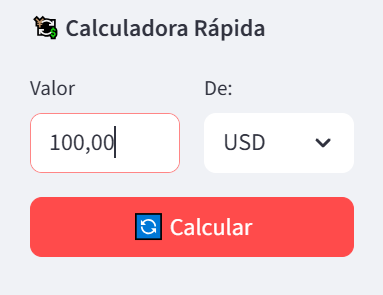 Calculadora Rápida
Valor
De:
100,00
USD
Calcular